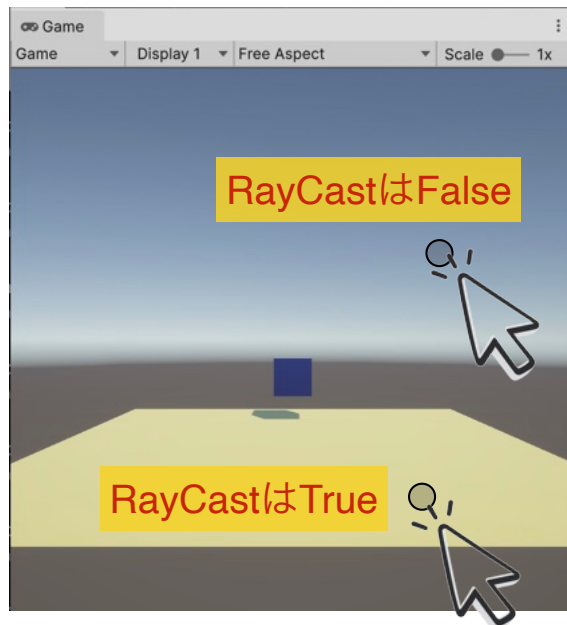 Game
Game Display 1 Free Aspect Scale 1x
RayCastはFalse
RayCastはTrue